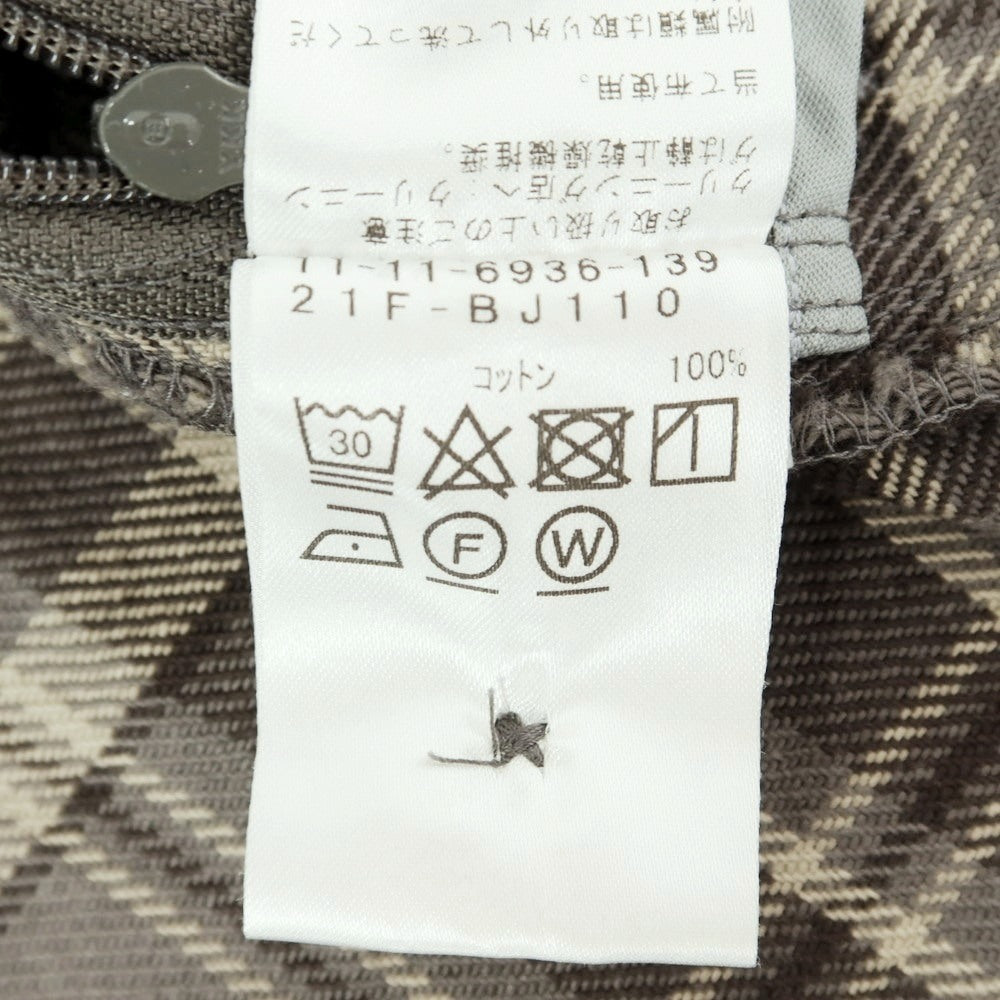 お取り扱い上のご注意
クリーニング店へ クリーニン
グは静止乾燥機推奨。
当て布使用。
附属類は取り外して洗ってくだ
11-11-6936-139
21F-BJ110
コットン 100%
30
F W